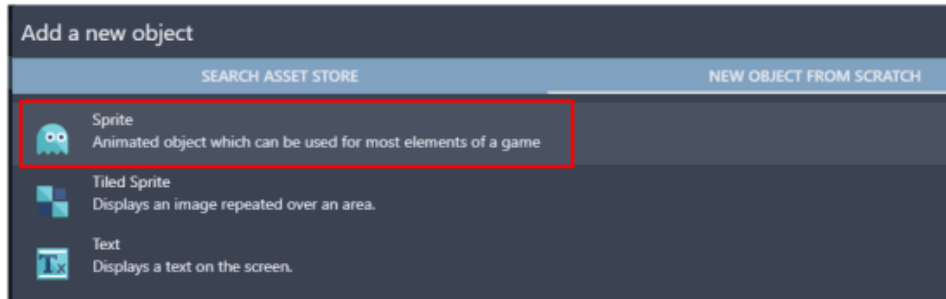 Add a new object
SEARCH ASSET STORE
NEW OBJECT FROM SCRATCH
Sprite
Animated object which can be used for most elements of a game
Tiled Sprite
Displays an image repeated over an area.
Text
Tx
Displays a text on the screen.